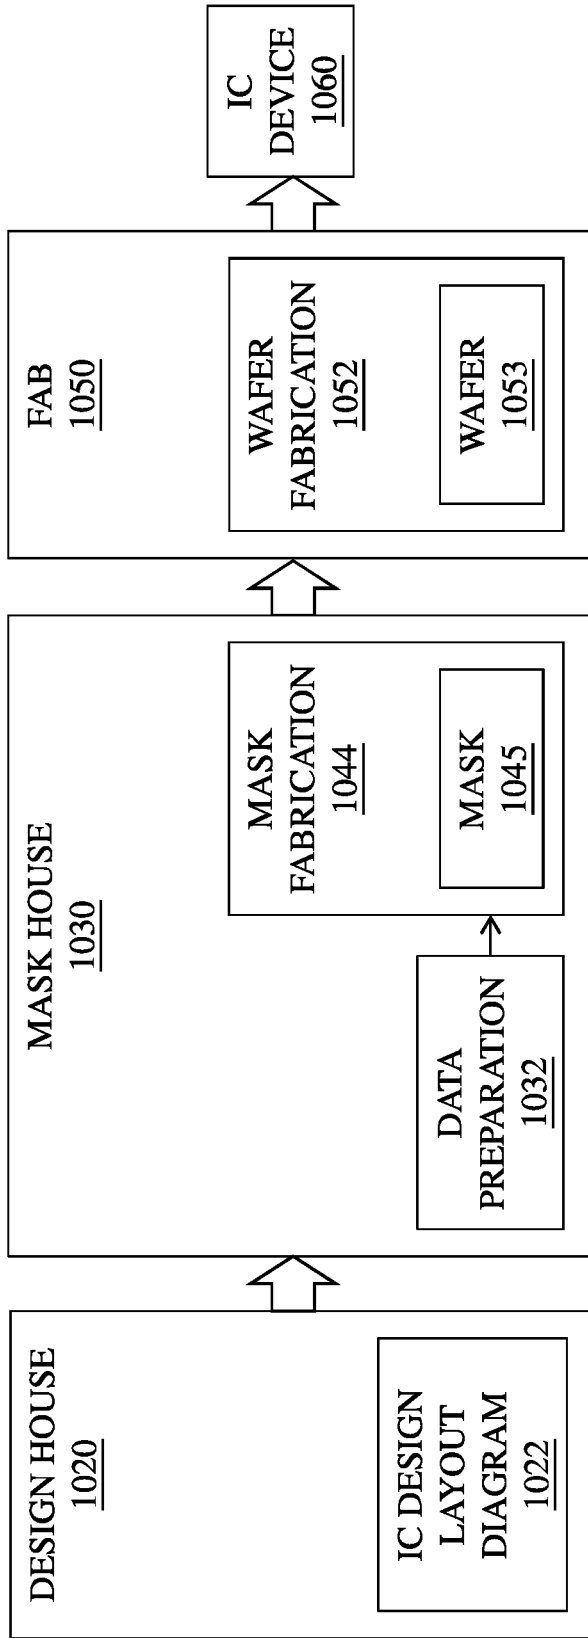 DESIGN HOUSE
1020
IC DESIGN
LAYOUT
DIAGRAM
1022
MASK HOUSE
1030
DATA
PREPARATION
1032
MASK
FABRICATION
1044
MASK
1045
FAB
1050
WAFER
FABRICATION
1052
WAFER
1053
IC
DEVICE
1060